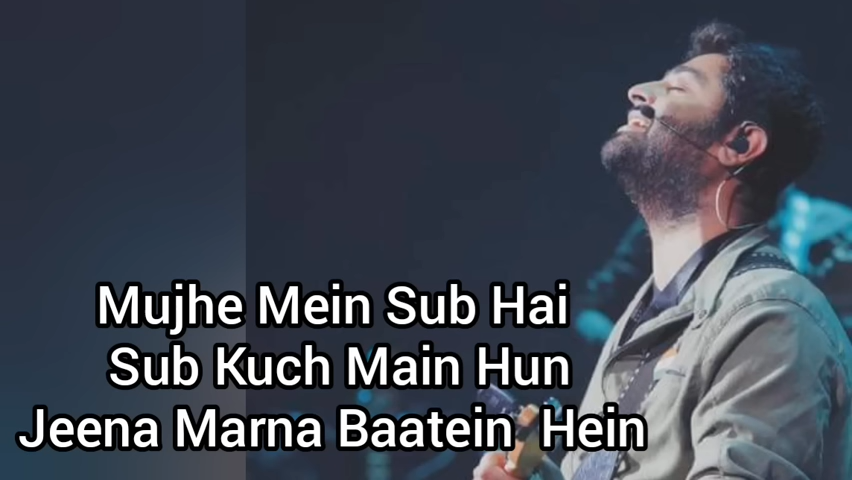 Mujhe Mein Sub Hai
Sub Kuch Main Hun
Jeena Marna Baatein Hein